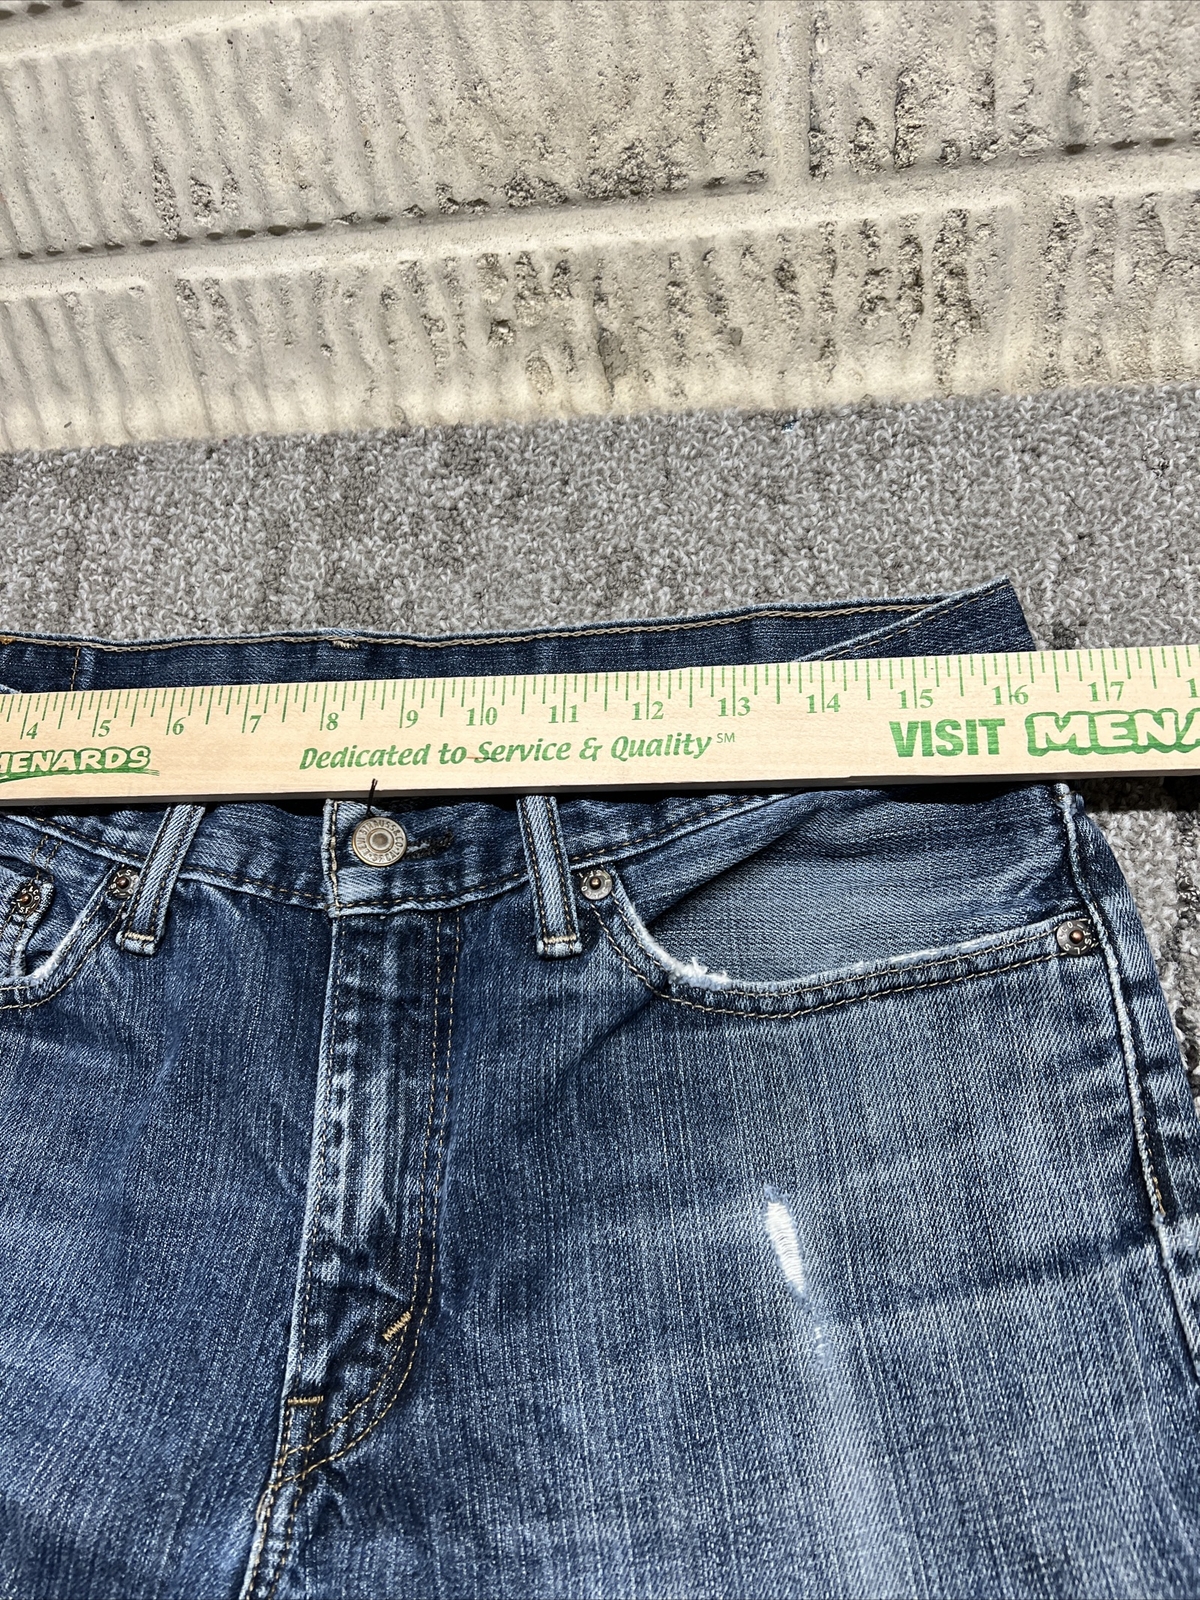 4 5 6 7 8 9 10 11 12 13 14 15 16 17 1
MENARDS Dedicated to Service & Quality SM VISIT MENA